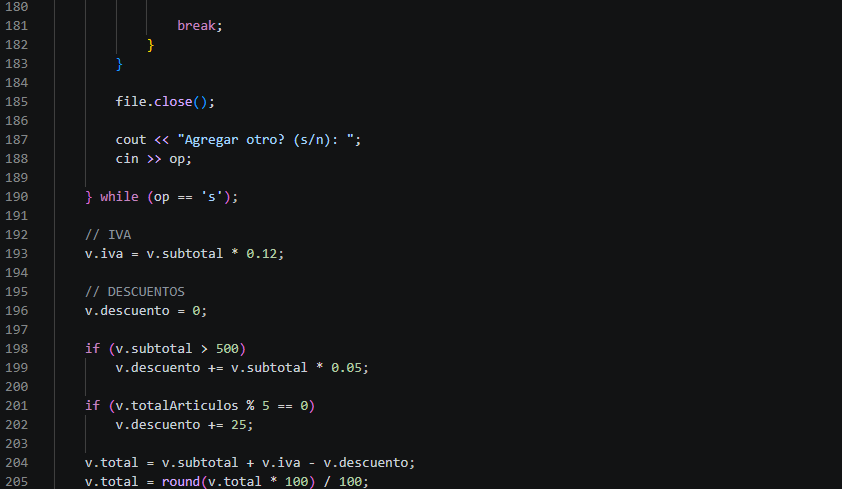 180
181 break;
182 }
183 }
184
185 file.close();
186
187 cout << "Agregar otro? (s/n): ";
188 cin >> op;
189
190 } while (op == 's');
191
192 // IVA
193 v.iva = v.subtotal * 0.12;
194
195 // DESCUENTOS
196 v.descuento = 0;
197
198 if (v.subtotal > 500)
199 v.descuento += v.subtotal * 0.05;
200
201 if (v.totalArticulos % 5 == 0)
202 v.descuento += 25;
203
204 v.total = v.subtotal + v.iva - v.descuento;
205 v.total = round(v.total * 100) / 100;